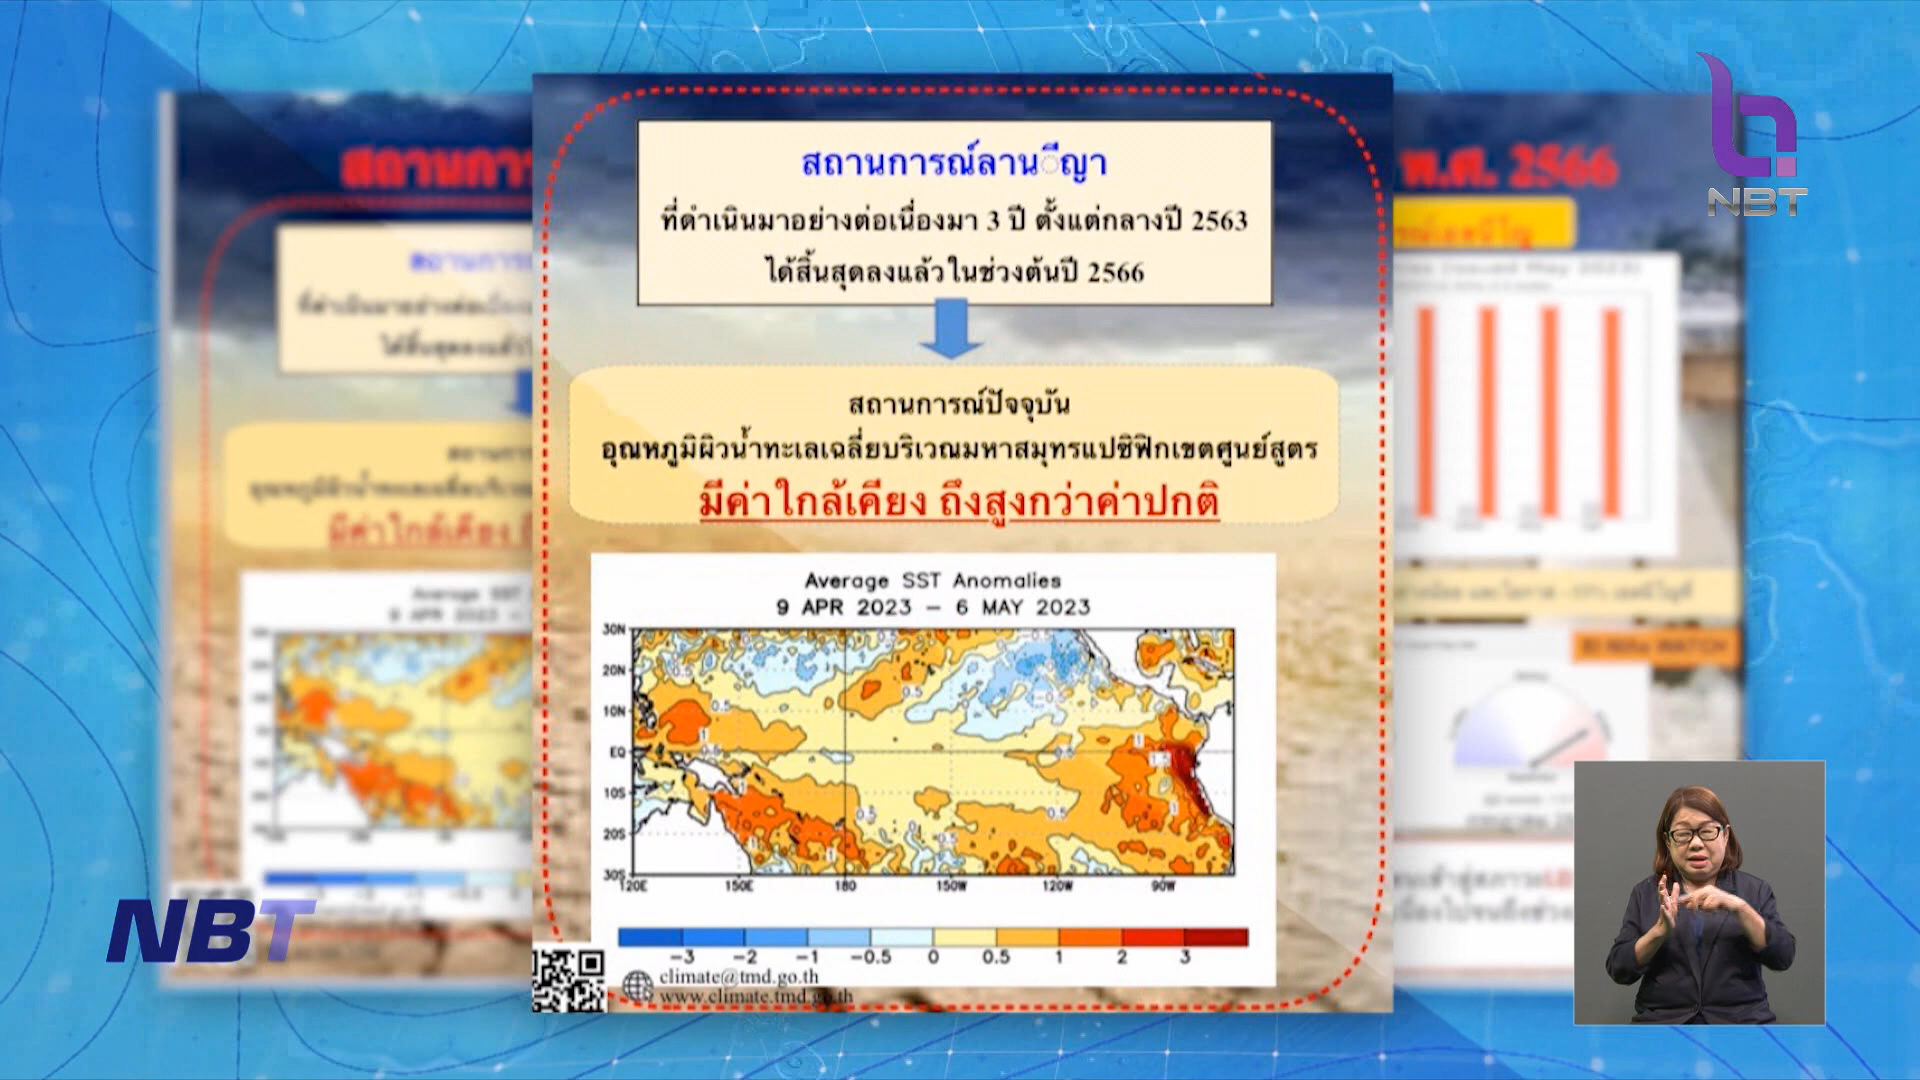 NBT
พ.ศ. 2566
สถานการ
สถานการณ์ลานีญา
ที่ดำเนินมาอย่างต่อเนื่องมา 3 ปี ตั้งแต่กลางปี 2563
ได้สิ้นสุดลงแล้วในช่วงต้นปี 2566
สถานการณ์ปัจจุบัน
อุณหภูมิผิวน้ำทะเลเฉลี่ยบริเวณมหาสมุทรแปซิฟิกเขตศูนย์สูตร
มีค่าใกล้เคียง ถึงสูงกว่าค่าปกติ
Average SST Anomalies
9 APR 2023 – 6 MAY 2023
30N
20N
10N
EQ
10S
20S
30S
120E 150E 180 150W 120W 90W
-3 -2 -1 -0.5 0 0.5 1 2 3
climate@tmd.go.th
www.climate.tmd.go.th
NBT